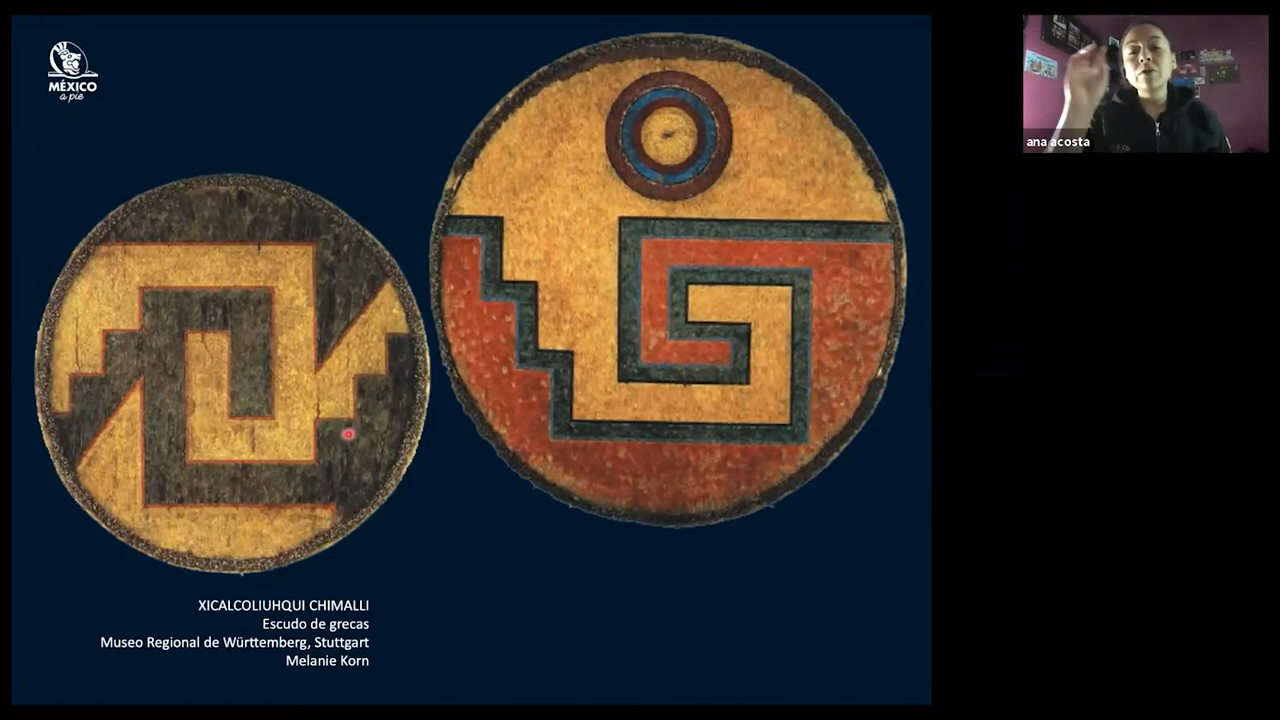 MÉXICO
a pie
ana acosta
XICALCOLIUHQUI CHIMALLI
Escudo de grecas
Museo Regional de Württemberg, Stuttgart
Melanie Korn